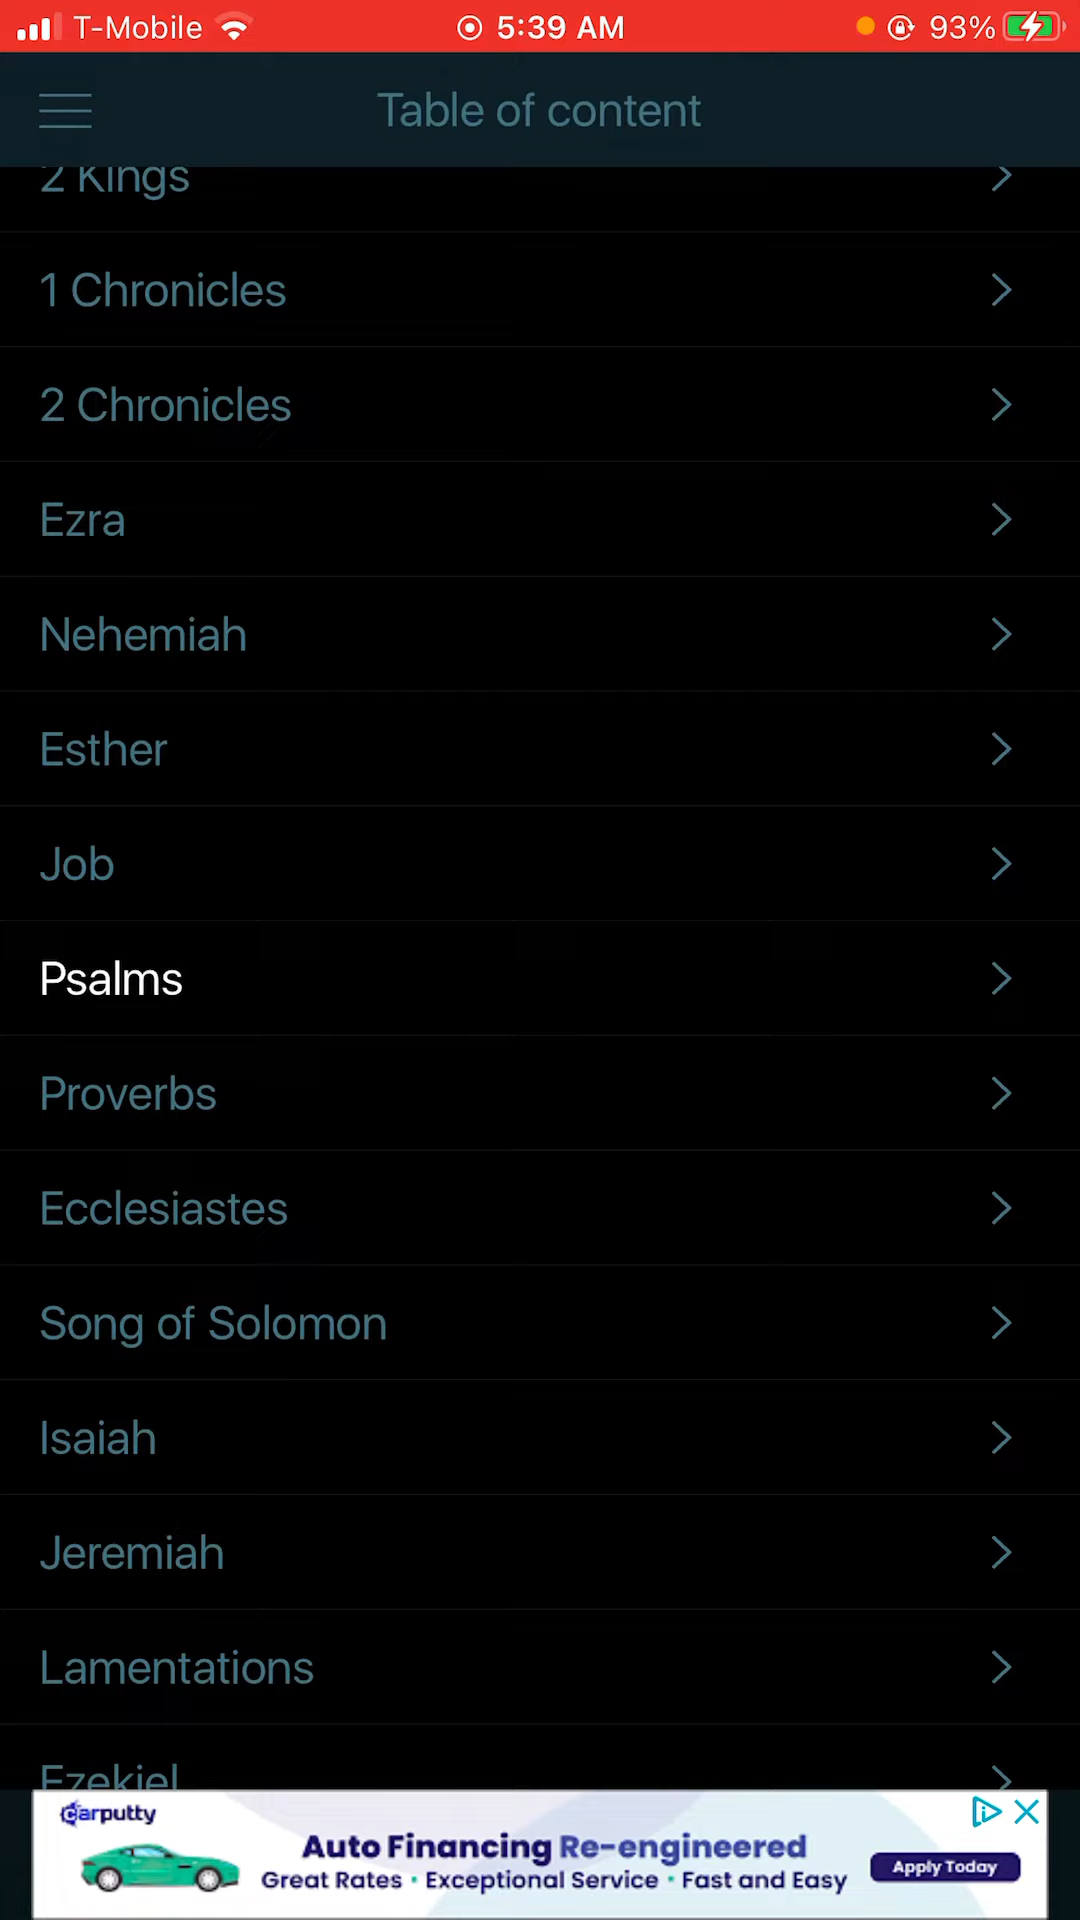 T-Mobile 5:39 AM 93%
Table of content
2 Kings
1 Chronicles
2 Chronicles
Ezra
Nehemiah
Esther
Job
Psalms
Proverbs
Ecclesiastes
Song of Solomon
Isaiah
Jeremiah
Lamentations
Ezekiel
carputty
Auto Financing Re-engineered
Great Rates • Exceptional Service • Fast and Easy
Apply Today